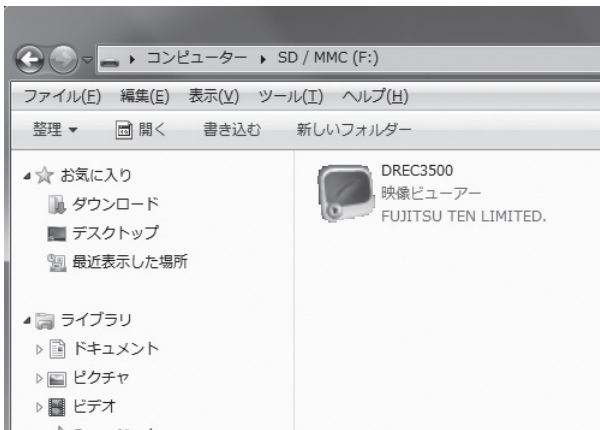 コンピューター SD / MMC (F:)
ファイル(F) 編集(E) 表示(V) ツール(T) ヘルプ(H)
整理 開く 書き込む 新しいフォルダー
お気に入り
ダウンロード
デスクトップ
最近表示した場所
ライブラリ
ドキュメント
ピクチャ
ビデオ
DREC3500
映像ビューアー
FUJITSU TEN LIMITED.